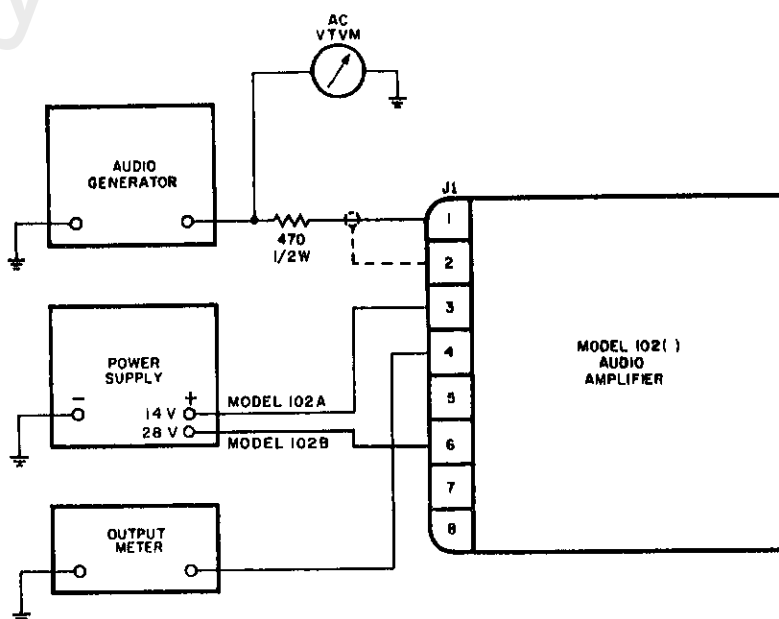 AC
VTVM
AUDIO
GENERATOR
470
1/2W
J1
1
2
3
4
5
6
7
8
MODEL 102( )
AUDIO
AMPLIFIER
POWER
SUPPLY
-
+
14 V
28 V
MODEL 102A
MODEL 102B
OUTPUT
METER
y